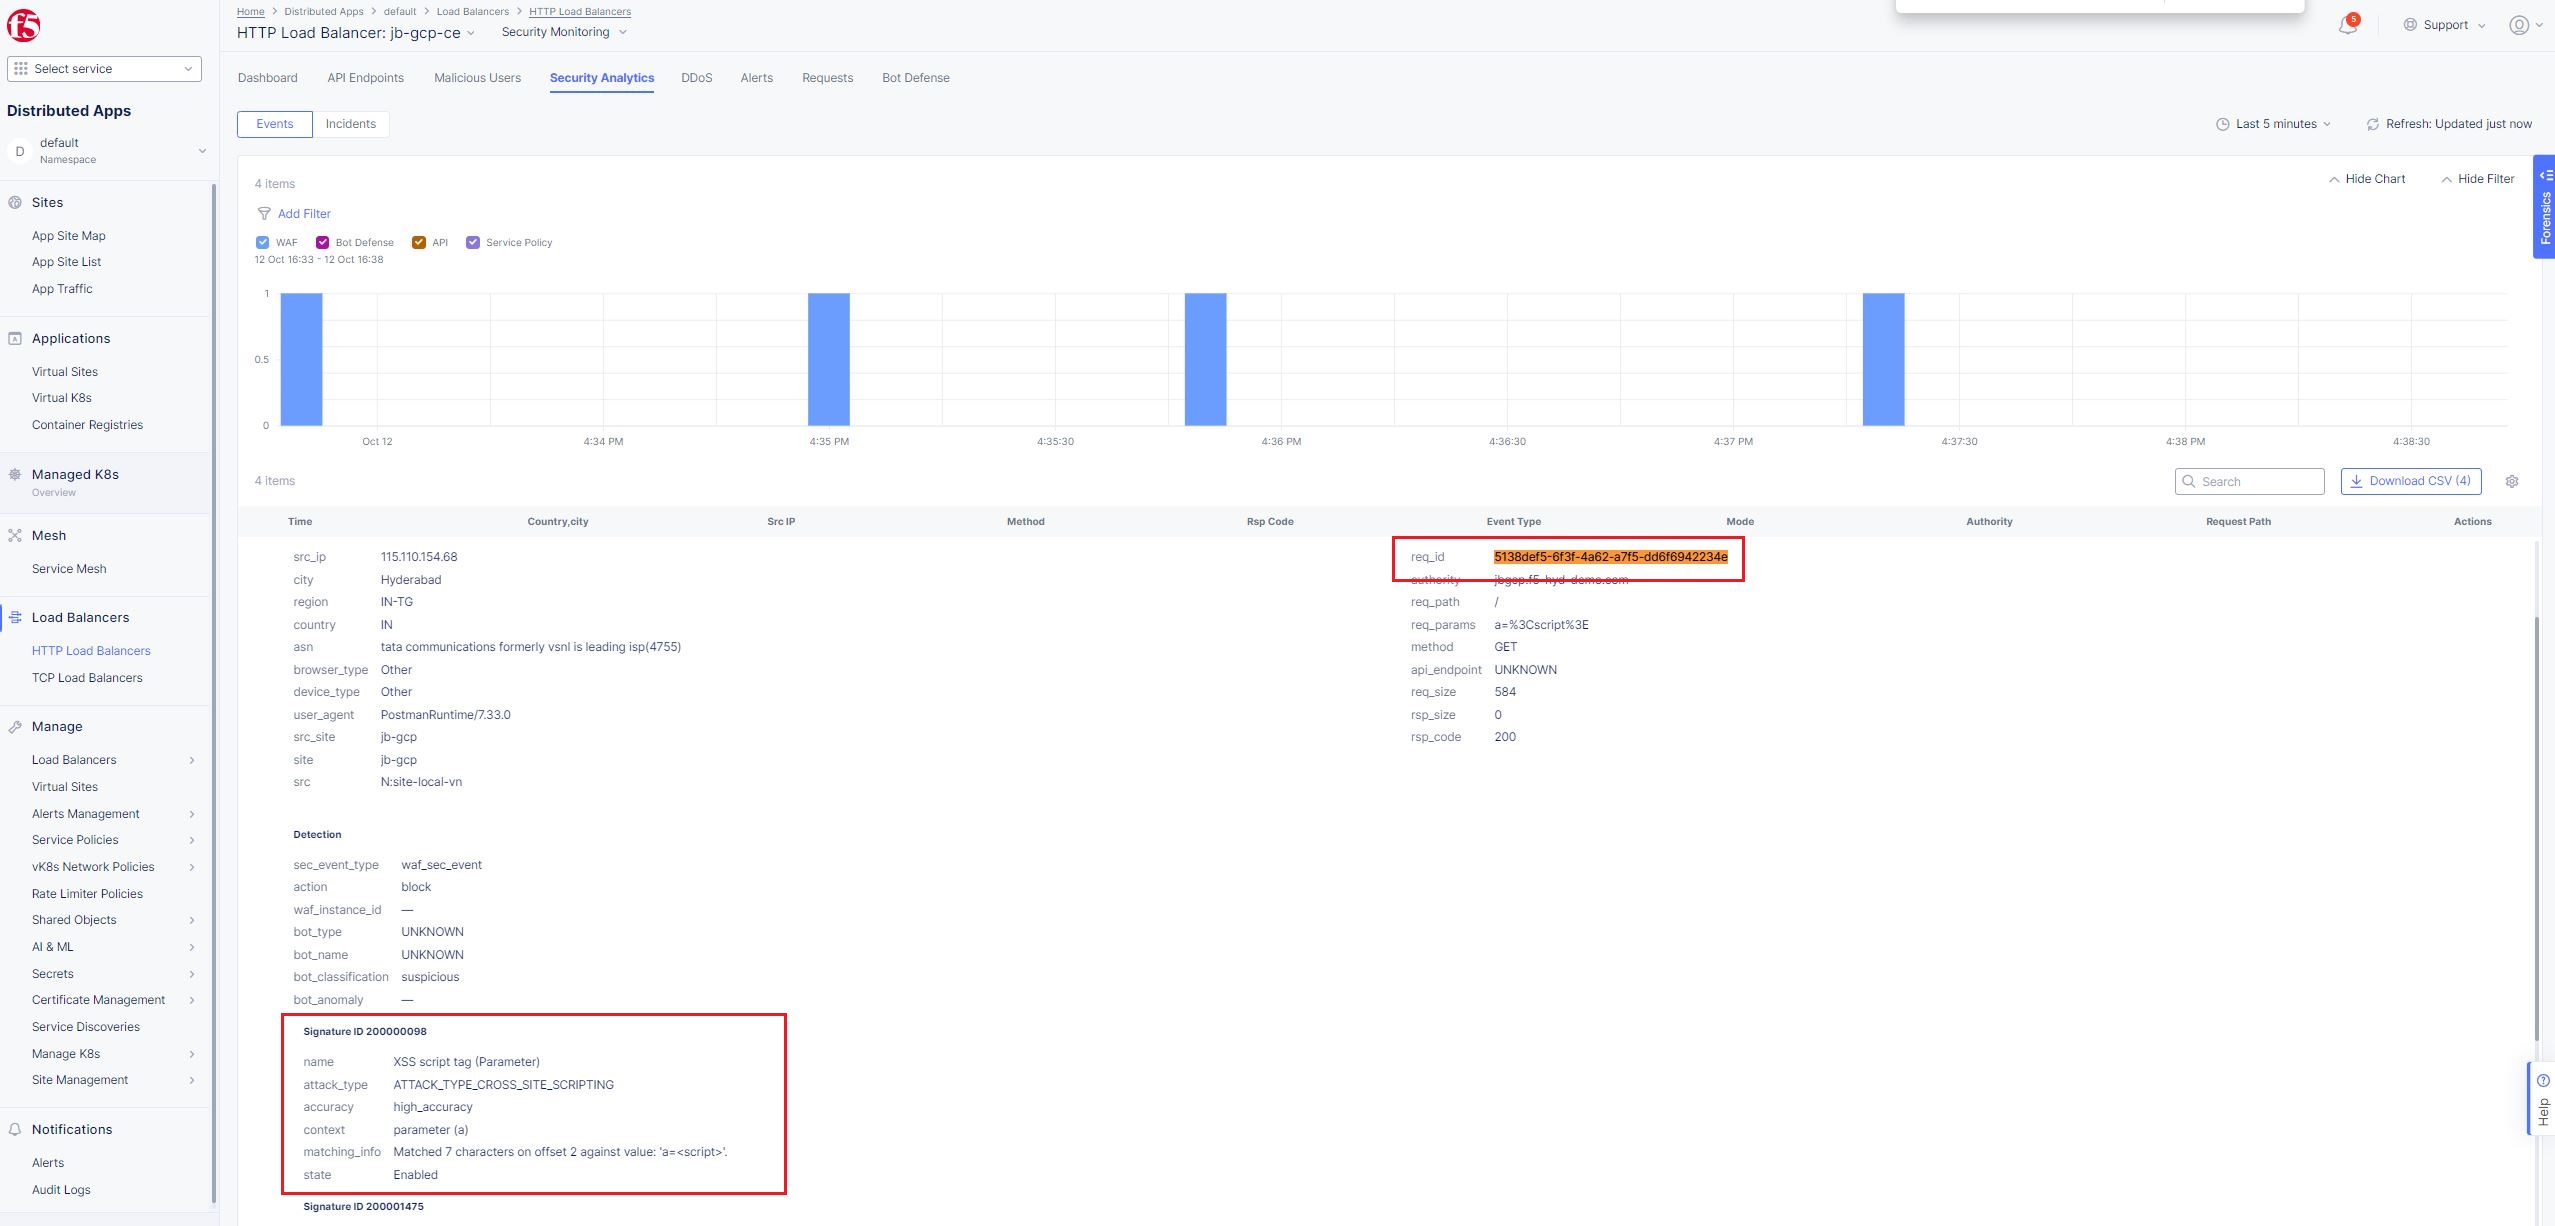 f5
Select service
Distributed Apps
D
default
Namespace
Sites
App Site Map
App Site List
App Traffic
Applications
Virtual Sites
Virtual K8s
Container Registries
Managed K8s
Overview
Mesh
Service Mesh
Load Balancers
HTTP Load Balancers
TCP Load Balancers
Manage
Load Balancers
Virtual Sites
Alerts Management
Service Policies
vK8s Network Policies
Rate Limiter Policies
Shared Objects
AI & ML
Secrets
Certificate Management
Service Discoveries
Manage K8s
Site Management
Notifications
Alerts
Audit Logs
Home > Distributed Apps > default > Load Balancers > HTTP Load Balancers
HTTP Load Balancer: jb-gcp-ce Security Monitoring
5 Support
Dashboard API Endpoints Malicious Users Security Analytics DDoS Alerts Requests Bot Defense
Events Incidents
Last 5 minutes Refresh: Updated just now
4 items
Hide Chart Hide Filter
Forensics
Add Filter
WAF Bot Defense API Service Policy
12 Oct 16:33 - 12 Oct 16:38
1
0.5
0
Oct 12 4:34 PM 4:35 PM 4:35:30 4:36 PM 4:36:30 4:37 PM 4:37:30 4:38 PM 4:38:30
4 items
Search Download CSV (4)
Time Country,city Src IP Method Rsp Code Event Type Mode Authority Request Path Actions
src_ip 115.110.154.68
city Hyderabad
region IN-TG
country IN
asn tata communications formerly vsnl is leading isp(4755)
browser_type Other
device_type Other
user_agent PostmanRuntime/7.33.0
src_site jb-gcp
site jb-gcp
src N:site-local-vn
req_id 5138def5-6f3f-4a62-a7f5-dd6f6942234e
authority jbgcp.f5-hyd-demo.com
req_path /
req_params a=%3Cscript%3E
method GET
api_endpoint UNKNOWN
req_size 584
rsp_size 0
rsp_code 200
Detection
sec_event_type waf_sec_event
action block
waf_instance_id —
bot_type UNKNOWN
bot_name UNKNOWN
bot_classification suspicious
bot_anomaly —
Signature ID 200000098
name XSS script tag (Parameter)
attack_type ATTACK_TYPE_CROSS_SITE_SCRIPTING
accuracy high_accuracy
context parameter (a)
matching_info Matched 7 characters on offset 2 against value: 'a=<script>'.
state Enabled
Signature ID 200001475
Help